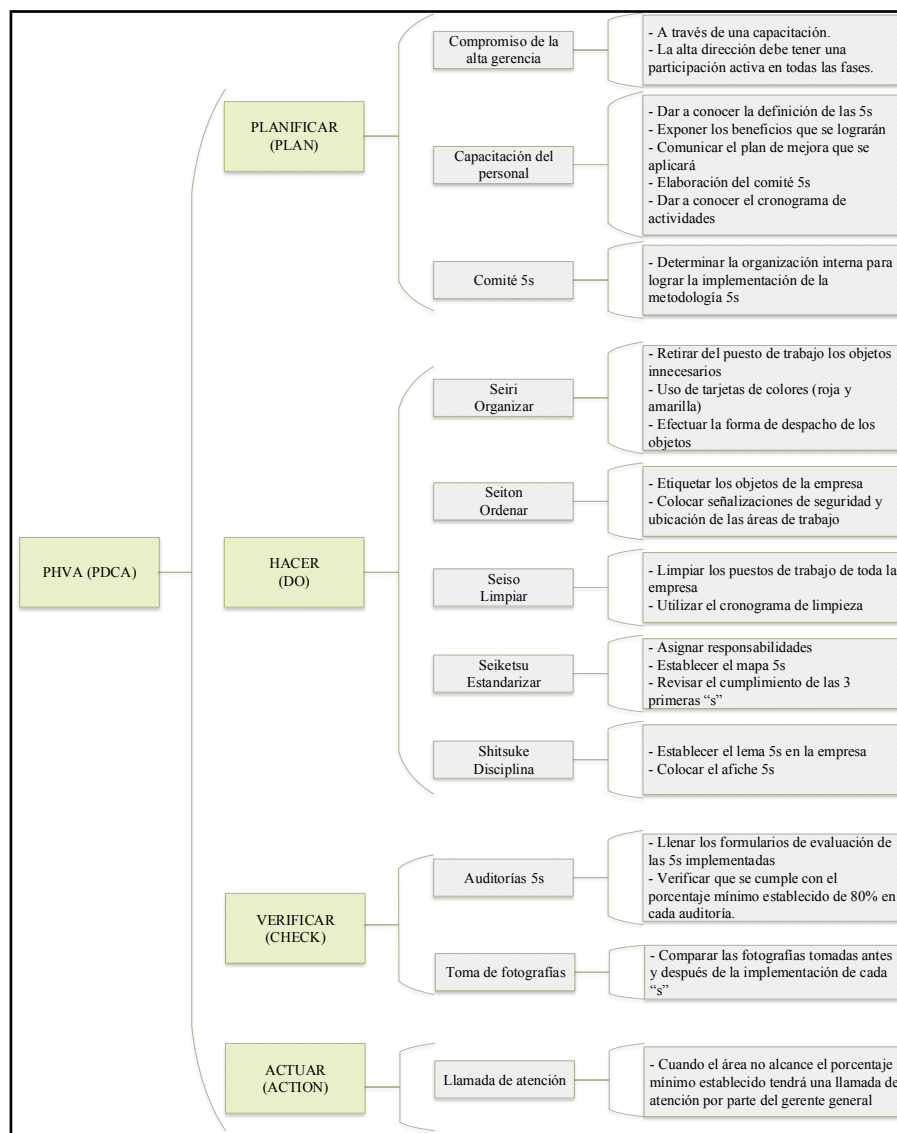 PHVA (PDCA)
PLANIFICAR
(PLAN)
Compromiso de la
alta gerencia
- A través de una capacitación.
- La alta dirección debe tener una
participación activa en todas las fases.
Capacitación del
personal
- Dar a conocer la definición de las 5s
- Exponer los beneficios que se lograrán
- Comunicar el plan de mejora que se
aplicará
- Elaboración del comité 5s
- Dar a conocer el cronograma de
actividades
Comité 5s
- Determinar la organización interna para
lograr la implementación de la
metodología 5s
HACER
(DO)
Seiri
Organizar
- Retirar del puesto de trabajo los objetos
innecesarios
- Uso de tarjetas de colores (roja y
amarilla)
- Efectuar la forma de despacho de los
objetos
Seiton
Ordenar
- Etiquetar los objetos de la empresa
- Colocar señalizaciones de seguridad y
ubicación de las áreas de trabajo
Seiso
Limpiar
- Limpiar los puestos de trabajo de toda la
empresa
- Utilizar el cronograma de limpieza
Seiketsu
Estandarizar
- Asignar responsabilidades
- Establecer el mapa 5s
- Revisar el cumplimiento de las 3
primeras “s”
Shitsuke
Disciplina
- Establecer el lema 5s en la empresa
- Colocar el afiche 5s
VERIFICAR
(CHECK)
Auditorías 5s
- Llenar los formularios de evaluación de
las 5s implementadas
- Verificar que se cumple con el
porcentaje mínimo establecido de 80% en
cada auditoría.
Toma de fotografías
- Comparar las fotografías tomadas antes
y después de la implementación de cada
“s”
ACTUAR
(ACTION)
Llamada de atención
- Cuando el área no alcance el porcentaje
mínimo establecido tendrá una llamada de
atención por parte del gerente general